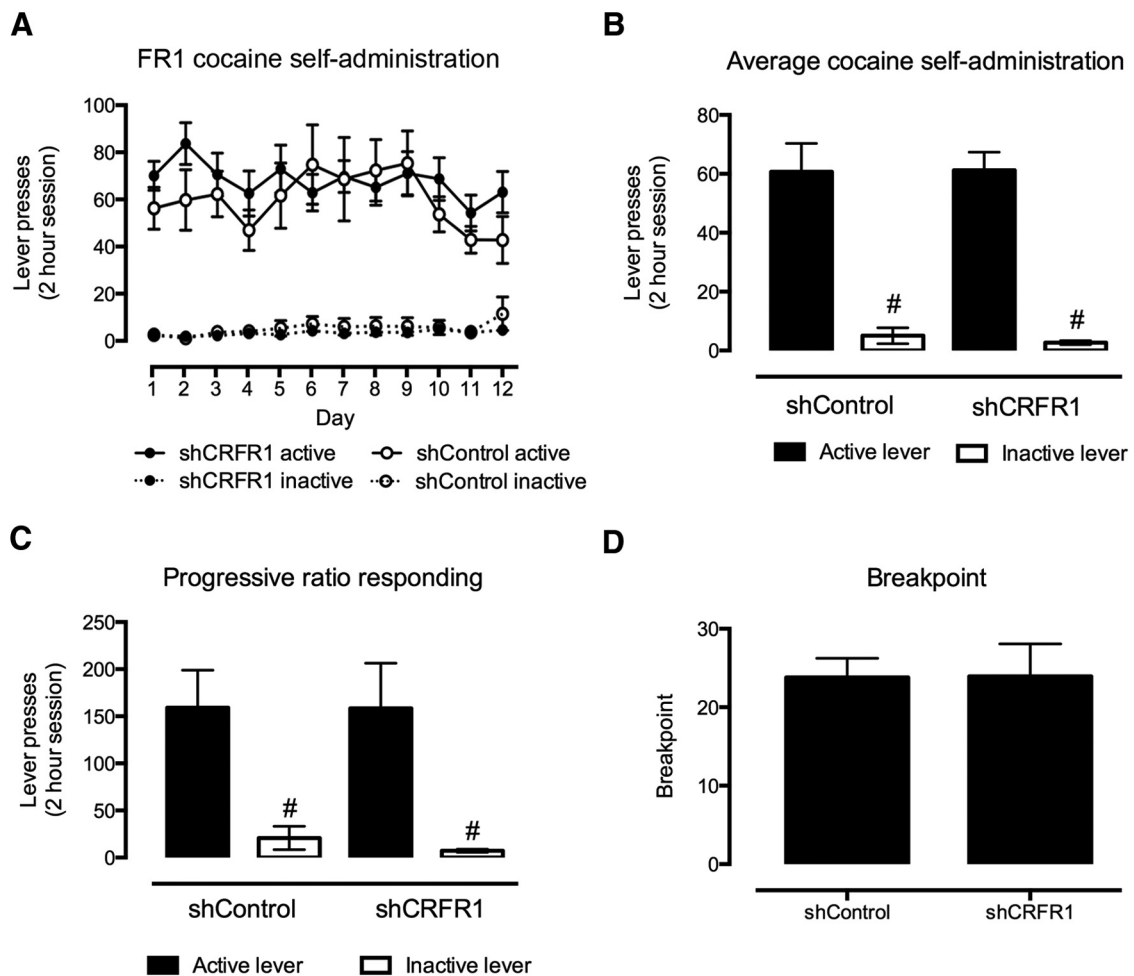 A
FR1 cocaine self-administration
Lever presses
(2 hour session)
100
80
60
40
20
0
1 2 3 4 5 6 7 8 9 10 11 12
Day
shCRFR1 active
shControl active
shCRFR1 inactive
shControl inactive
B
Average cocaine self-administration
Lever presses
(2 hour session)
80
60
40
20
0
#
#
shControl
shCRFR1
Active lever
Inactive lever
C
Progressive ratio responding
Lever presses
(2 hour session)
250
200
150
100
50
0
#
#
shControl
shCRFR1
Active lever
Inactive lever
D
Breakpoint
Breakpoint
30
20
10
0
shControl
shCRFR1